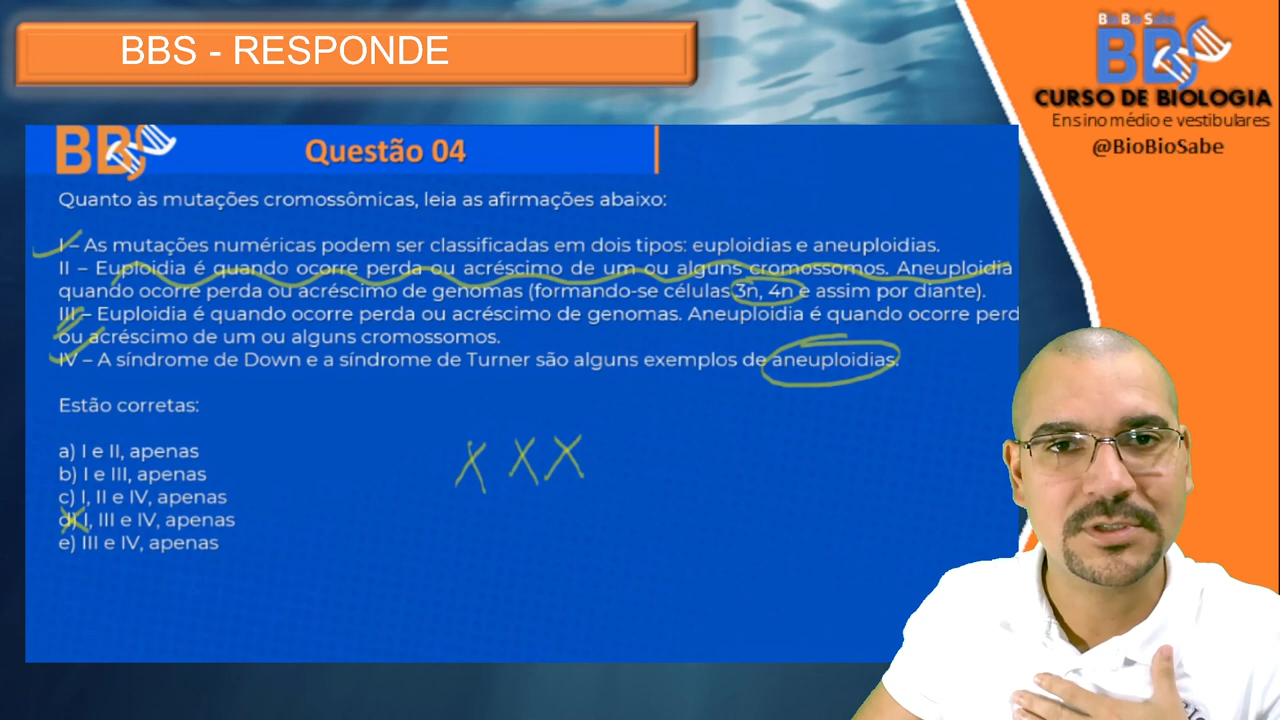 BBS - RESPONDE
Bio Bio Sabe
BBS
CURSO DE BIOLOGIA
Ensino médio e vestibulares
@BioBioSabe
BBS
Questão 04
Quanto às mutações cromossômicas, leia as afirmações abaixo:
I – As mutações numéricas podem ser classificadas em dois tipos: euploidias e aneuploidias.
II – Euploidia é quando ocorre perda ou acréscimo de um ou alguns cromossomos. Aneuploidia
quando ocorre perda ou acréscimo de genomas (formando-se células 3n, 4n e assim por diante).
III – Euploidia é quando ocorre perda ou acréscimo de genomas. Aneuploidia é quando ocorre perd
ou acréscimo de um ou alguns cromossomos.
IV – A síndrome de Down e a síndrome de Turner são alguns exemplos de aneuploidias.
Estão corretas:
a) I e II, apenas
b) I e III, apenas
c) I, II e IV, apenas
d) I, III e IV, apenas
e) III e IV, apenas
X X X